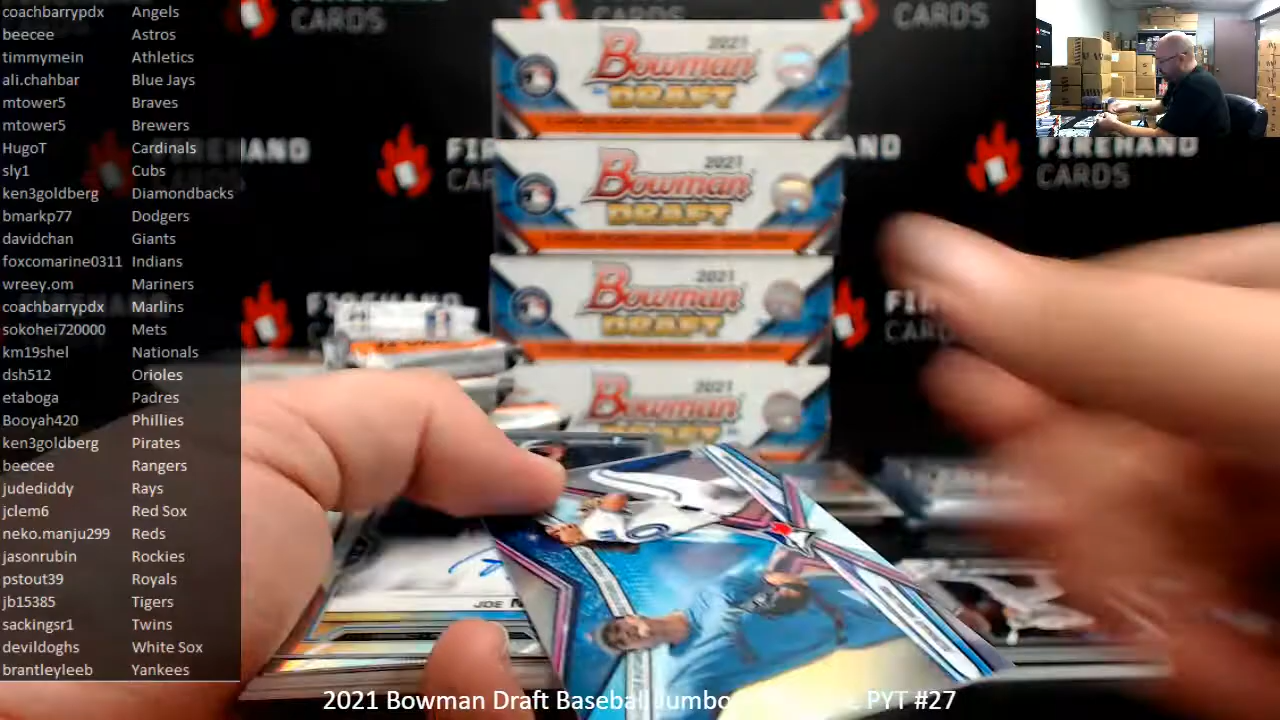 coachbarrypdx Angels
beecee Astros
timmymein Athletics
ali.chahbar Blue Jays
mtower5 Braves
mtower5 Brewers
HugoT Cardinals
sly1 Cubs
ken3goldberg Diamondbacks
bmarkp77 Dodgers
davidchan Giants
foxcomarine0311 Indians
wreey.om Mariners
coachbarrypdx Marlins
sokohei720000 Mets
km19shel Nationals
dsh512 Orioles
etaboga Padres
Booyah420 Phillies
ken3goldberg Pirates
beecee Rangers
judediddy Rays
jclem6 Red Sox
neko.manju299 Reds
jasonrubin Rockies
pstout39 Royals
jb15385 Tigers
sackingsr1 Twins
devildoghs White Sox
brantleyleeb Yankees
CARDS
CARDS
2021
Bowman
DRAFT
2021
Bowman
DRAFT
2021
Bowman
DRAFT
2021
Bowman
FIREHAND
CARDS
JOE
2021 Bowman Draft Baseball Jumbo PYT #27